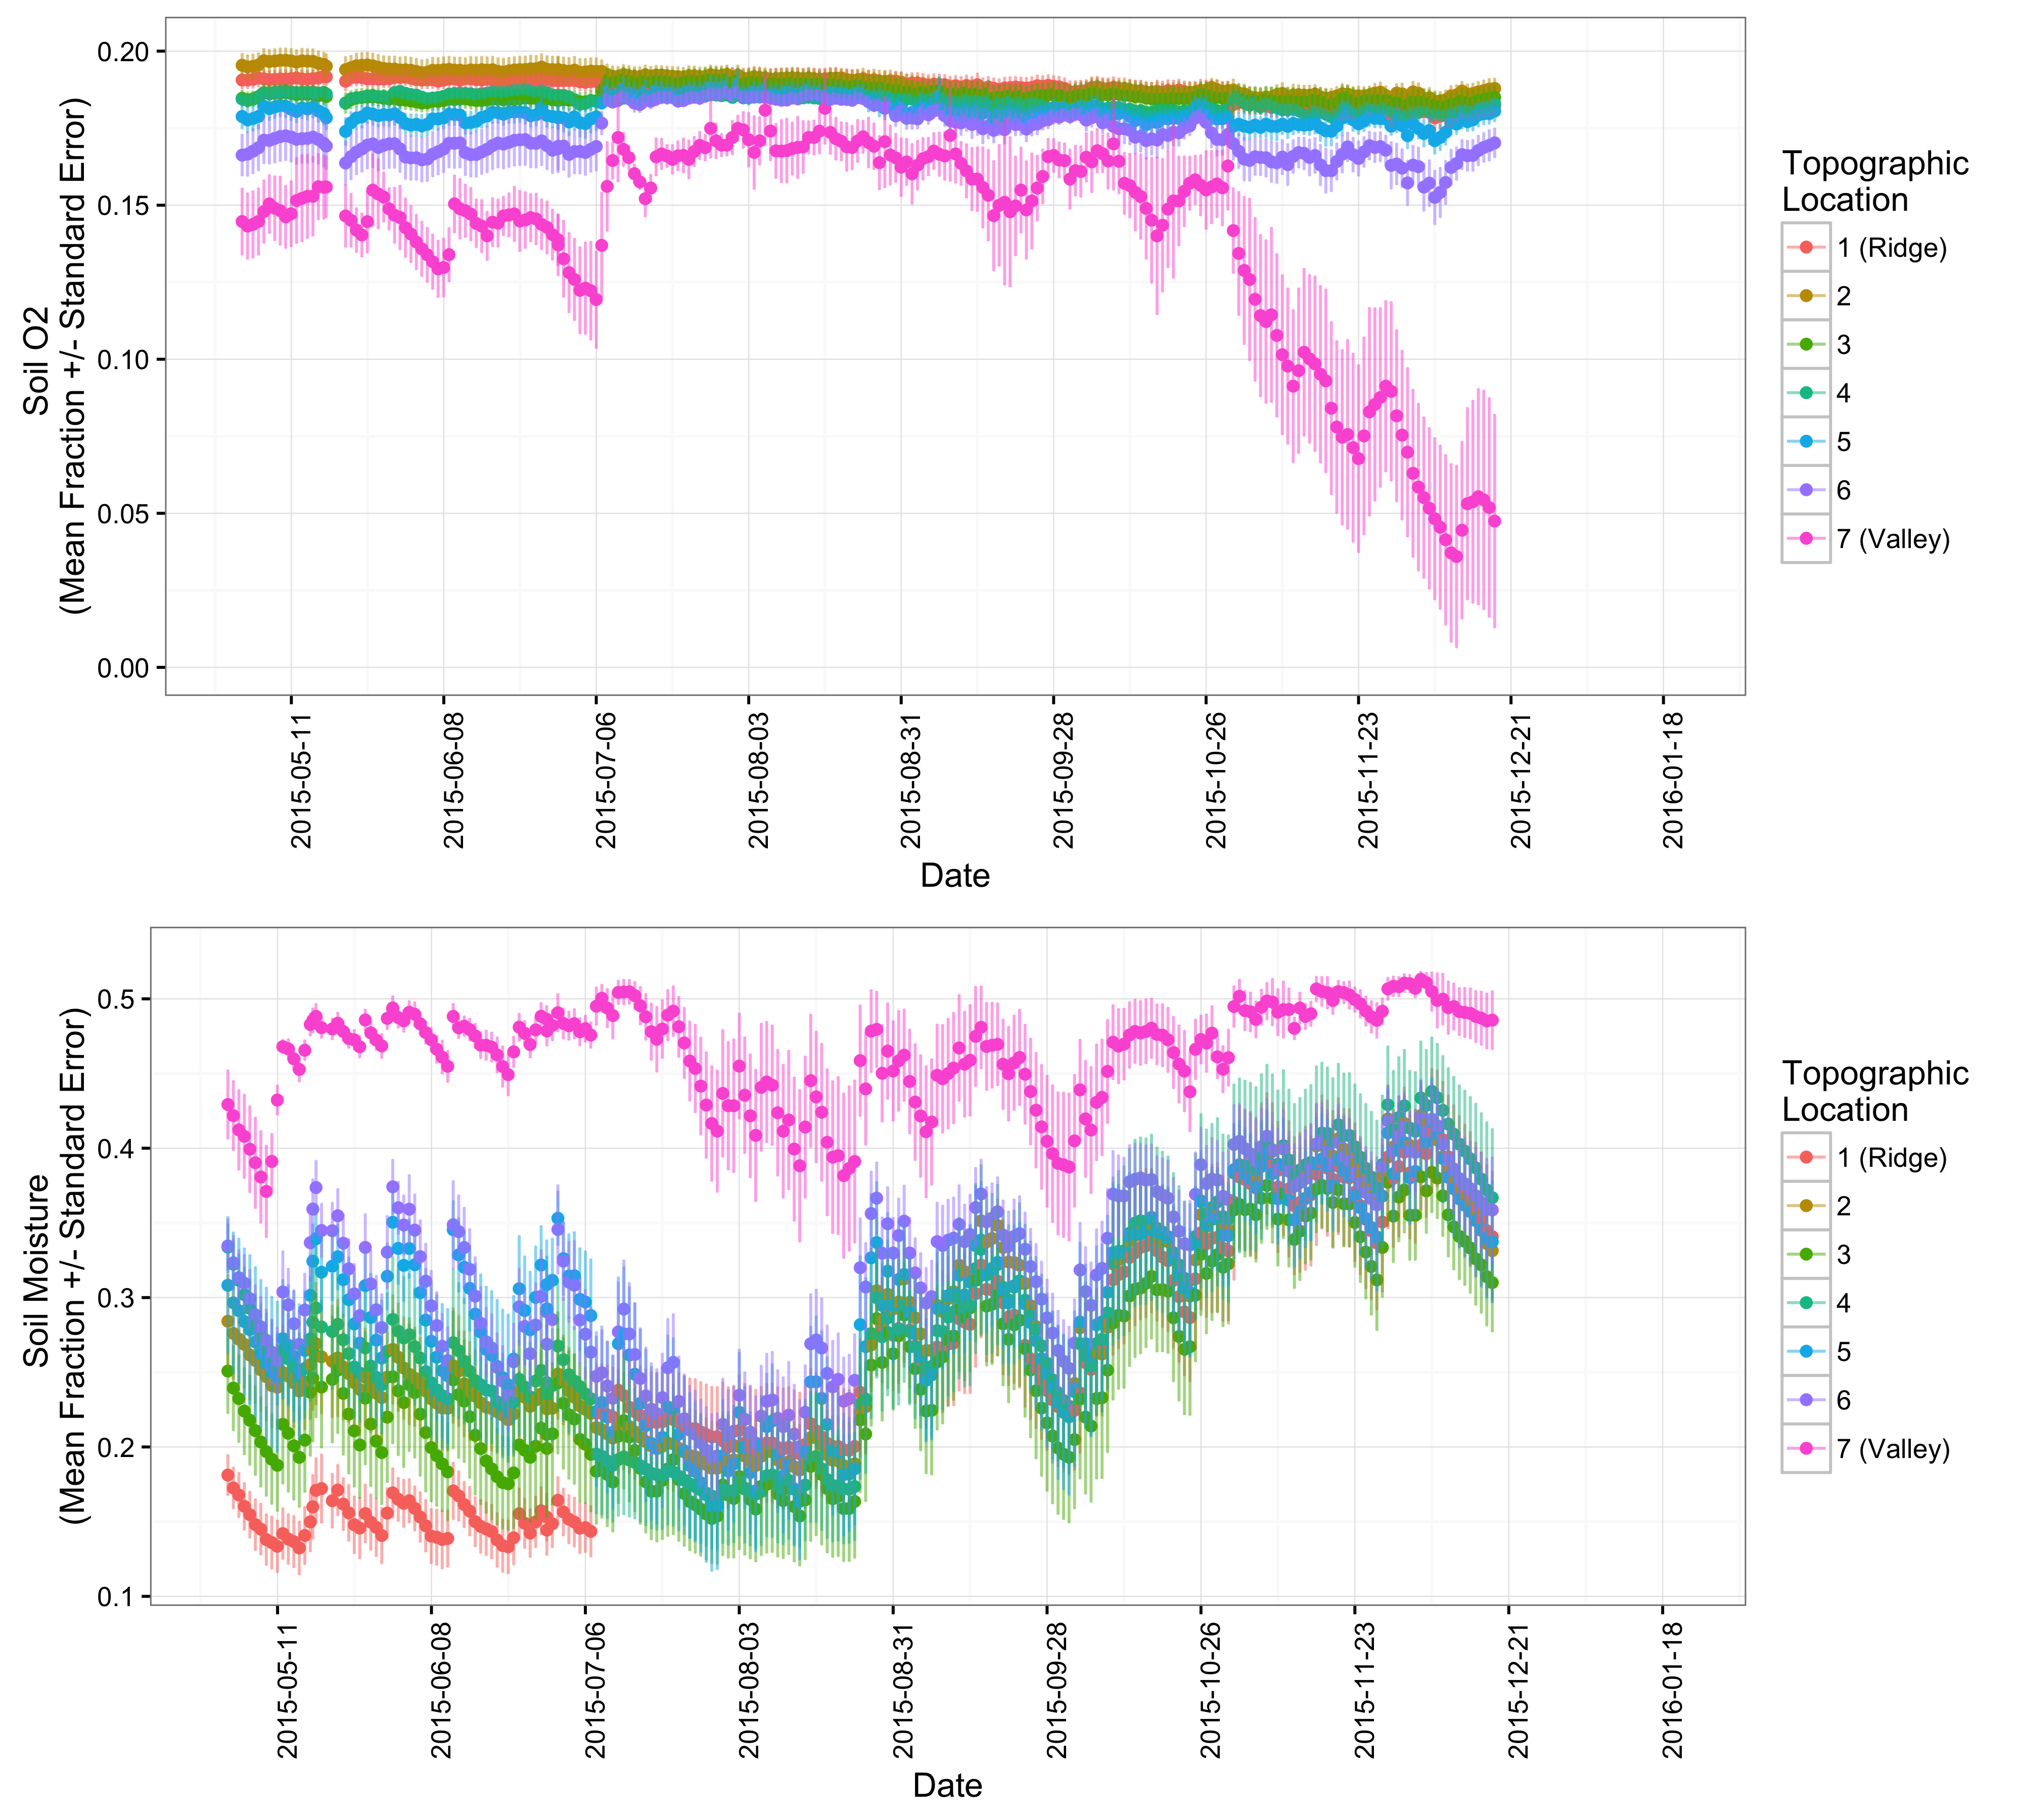 Soil O2
(Mean Fraction +/- Standard Error)
0.20
0.15
0.10
0.05
0.00
2015-05-11
2015-06-08
2015-07-06
2015-08-03
2015-08-31
2015-09-28
2015-10-26
2015-11-23
2015-12-21
2016-01-18
Date
Topographic
Location
1 (Ridge)
2
3
4
5
6
7 (Valley)
Soil Moisture
(Mean Fraction +/- Standard Error)
0.5
0.4
0.3
0.2
0.1
2015-05-11
2015-06-08
2015-07-06
2015-08-03
2015-08-31
2015-09-28
2015-10-26
2015-11-23
2015-12-21
2016-01-18
Date
Topographic
Location
1 (Ridge)
2
3
4
5
6
7 (Valley)